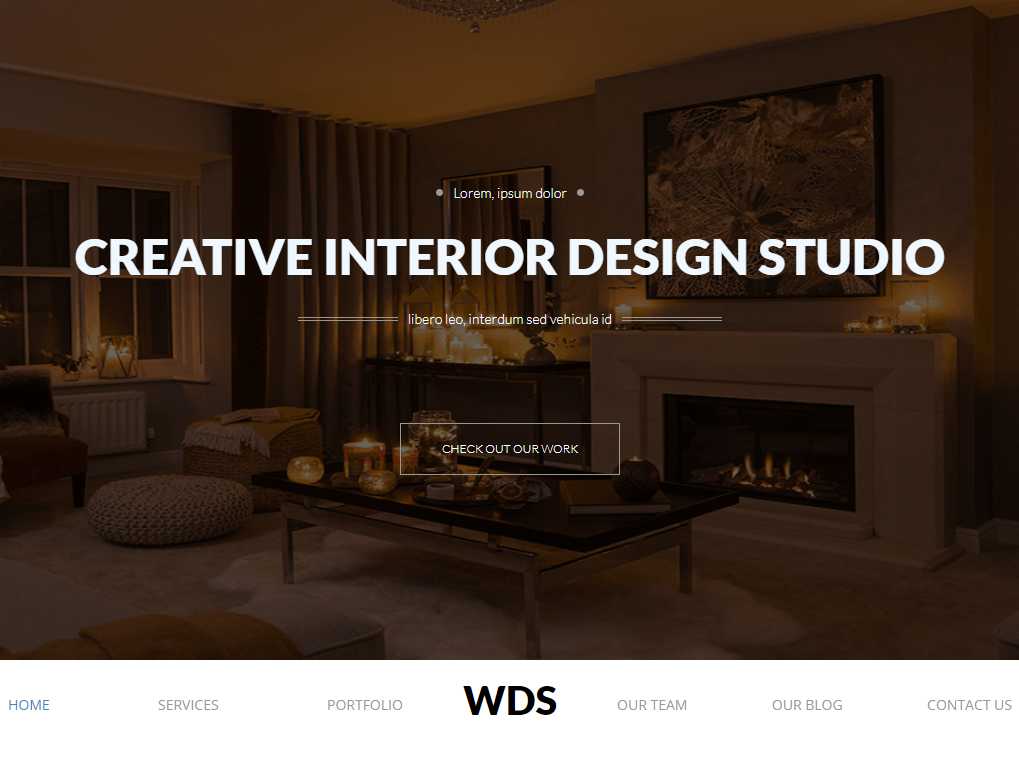 Lorem, ipsum dolor
CREATIVE INTERIOR DESIGN STUDIO
libero leo, interdum sed vehicula id
CHECK OUT OUR WORK
HOME SERVICES PORTFOLIO WDS OUR TEAM OUR BLOG CONTACT US